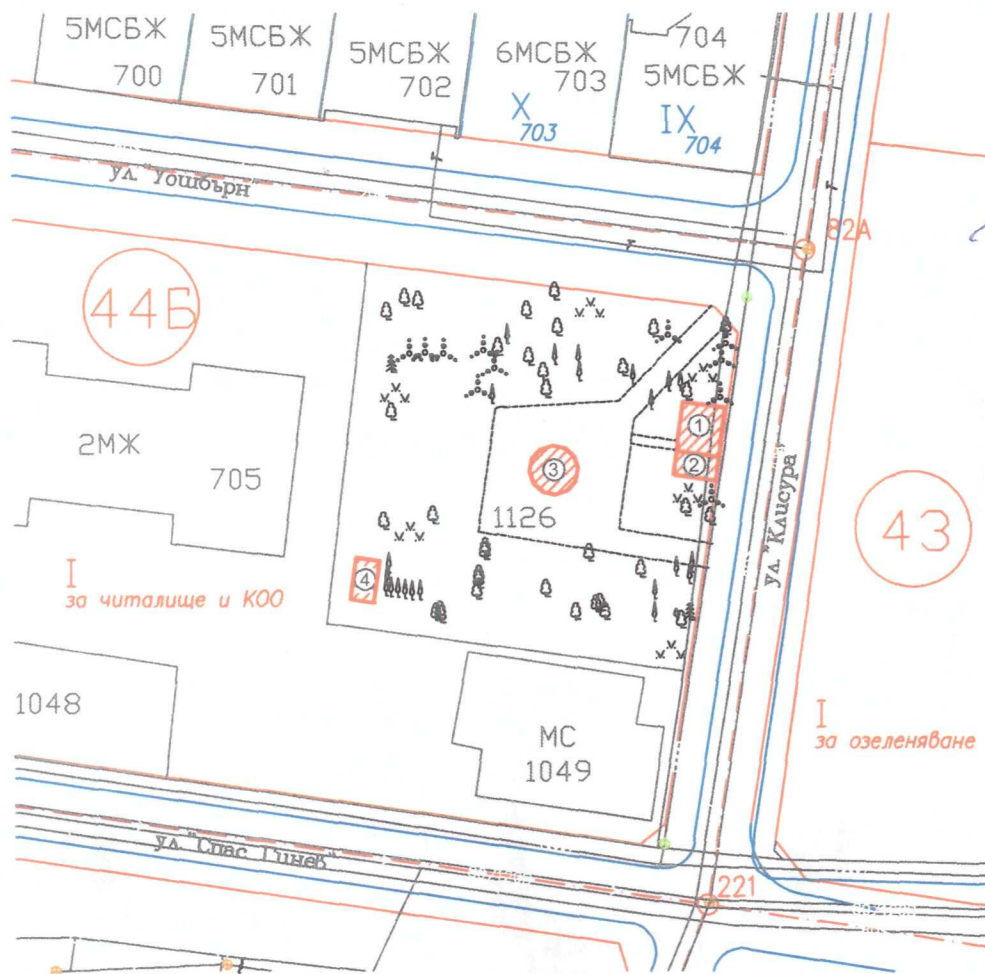 5МСБЖ
700
5МСБЖ
701
5МСБЖ
702
6МСБЖ
703
X
703
704
5МСБЖ
IX
704
ул. "Уошбърн"
82А
44Б
2МЖ
705
1
2
3
1126
4
ул. "Клисура"
43
I
за читалище и КОО
1048
МС
1049
I
за озеленяване
ул. "Спас Гинев"
221